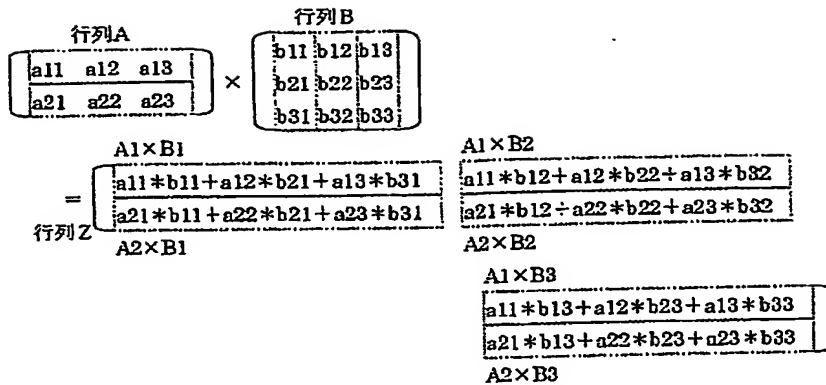 行列A
行列B
a11 a12 a13
a21 a22 a23
×
b11 b12 b13
b21 b22 b23
b31 b32 b33
A1×B1
A1×B2
a11*b11+a12*b21+a13*b31
a11*b12+a12*b22÷a13*b32
=
行列Z
a21*b11+a22*b21+a23*b31
a21*b12÷a22*b22+a23*b32
A2×B1
A2×B2
A1×B3
a11*b13+a12*b23+a13*b33
a21*b13+a22*b23+a23*b33
A2×B3